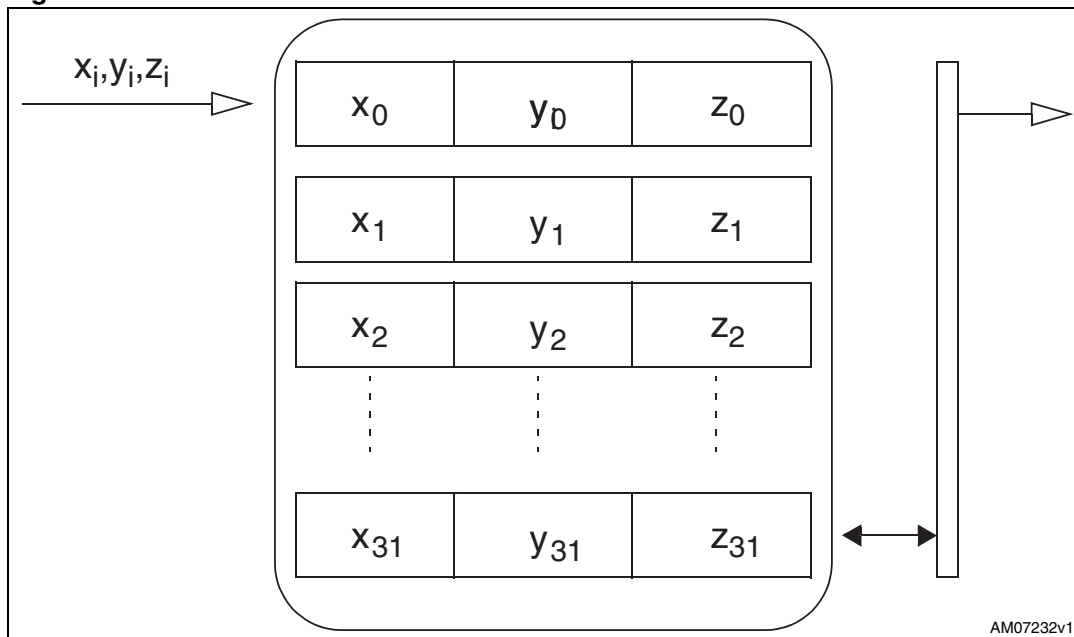 xᵢ,yᵢ,zᵢ
x₀ y₀ z₀
x₁ y₁ z₁
x₂ y₂ z₂
x₃₁ y₃₁ z₃₁
AM07232v1